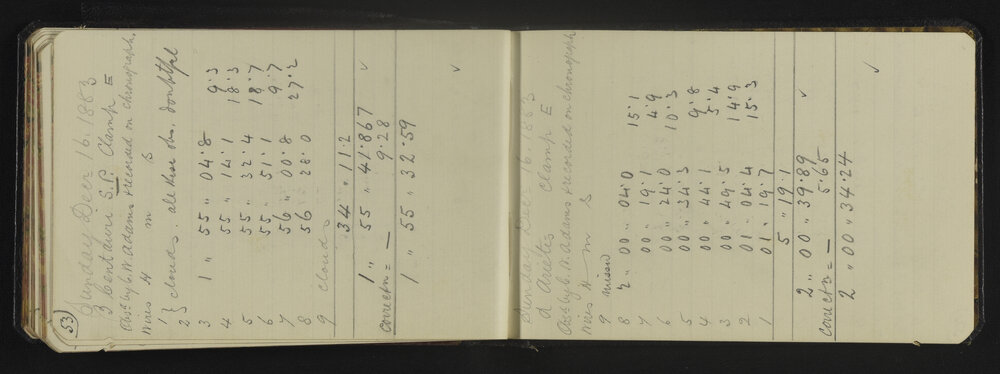 53
Sunday Decr 16. 1883
β Centauri S.P. Clamp E
Obs. by C. W. Adams & recorded on chronograph.
Wires H m S
1 } clouds. all these obs. doubtful
2
3 1 " 55 " 04.8 9.3
4 55 " 14.1 18.3
5 55 " 32.4 18.7
6 55 " 51.1 9.7
7 56 " 00.8 27.2
8 56 28.0
9 clouds
34 " 11.2
1 " 55 " 41.867 ✓
Correctn = — 9.28
1 " 55 " 32.59 ✓
Sunday Dec 16. 1883
α Arietis Clamp E
Obs by C. W. Adams & recorded on chronograph.
Wires H m S
9 missed
8 2 " 00 " 04.0 15.1
7 00 " 19.1 4.9
6 00 " 24.0 10.3
5 00 " 34.3 9.8
4 00 " 44.1 5.4
3 00 " 49.5 14.9
2 01 " 04.4 15.3
1 01 " 19.7
5 " 19.1
2 " 00 " 39.89 ✓
Correctn = — 5.65
2 " 00 " 34.24 ✓